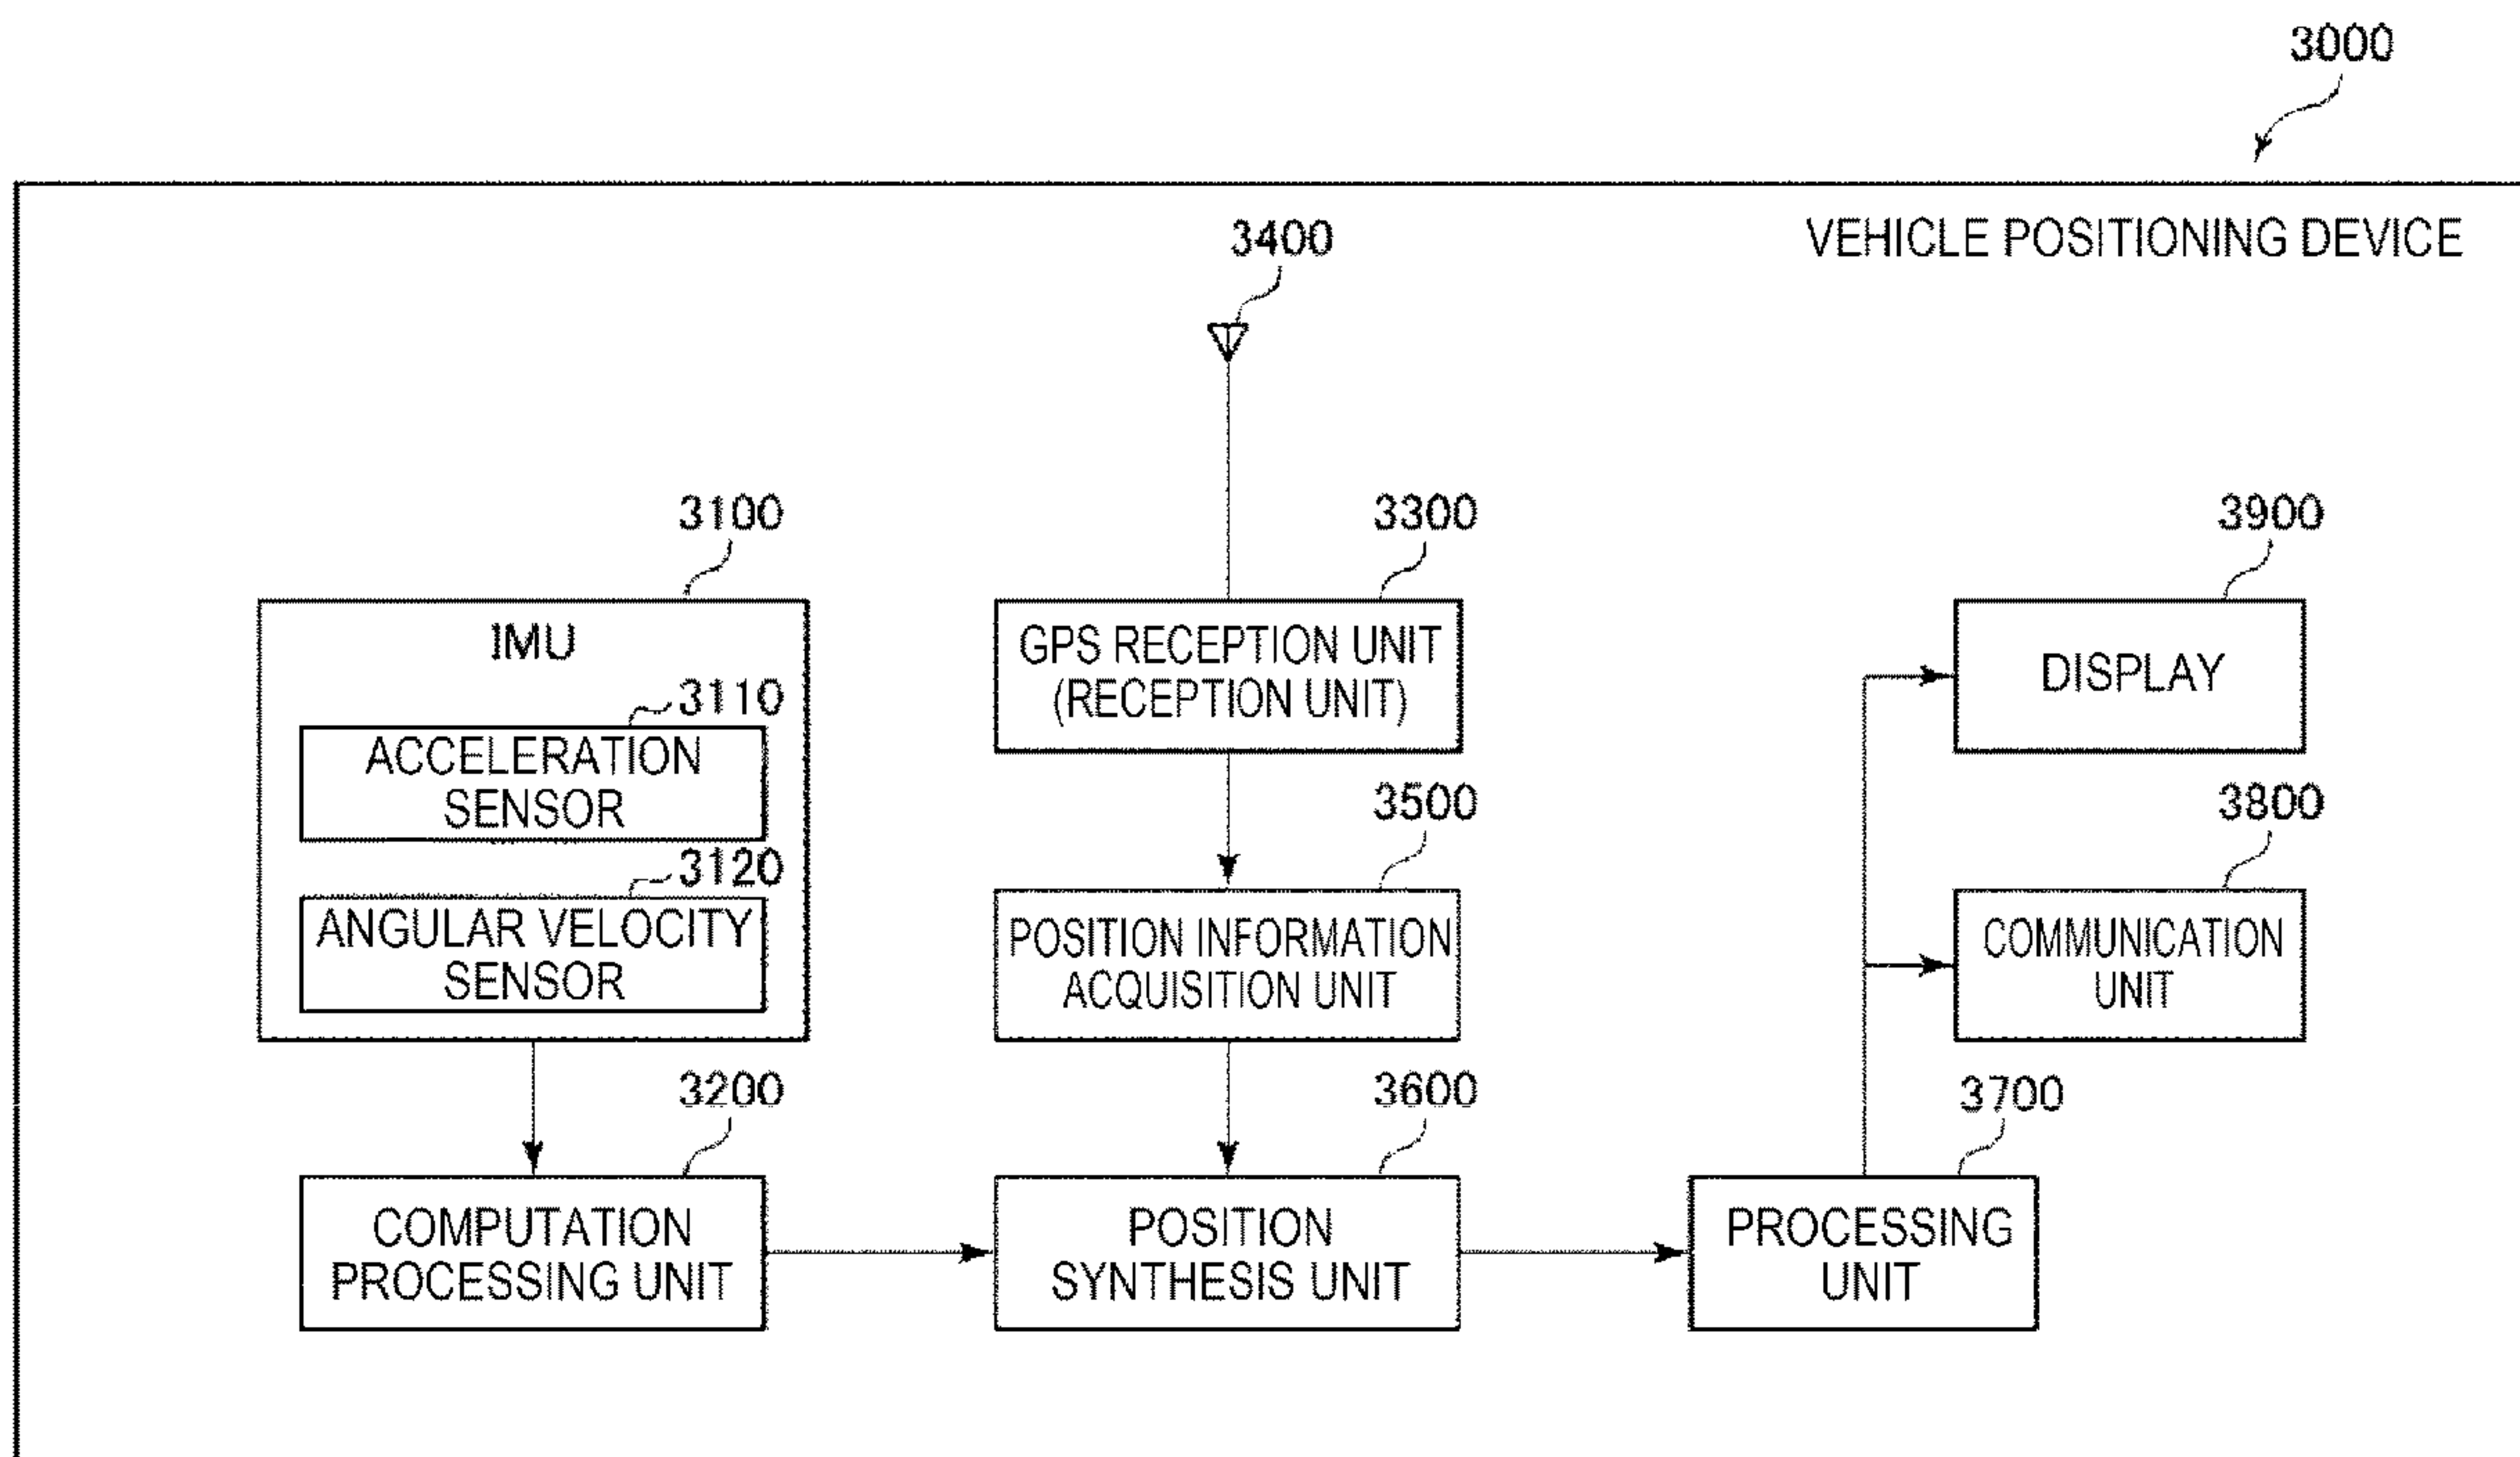 3000
VEHICLE POSITIONING DEVICE
3400
3100
IMU
3110
ACCELERATION
SENSOR
3120
ANGULAR VELOCITY
SENSOR
3300
GPS RECEPTION UNIT
(RECEPTION UNIT)
3900
DISPLAY
3500
POSITION INFORMATION
ACQUISITION UNIT
3800
COMMUNICATION
UNIT
3200
COMPUTATION
PROCESSING UNIT
3600
POSITION
SYNTHESIS UNIT
3700
PROCESSING
UNIT